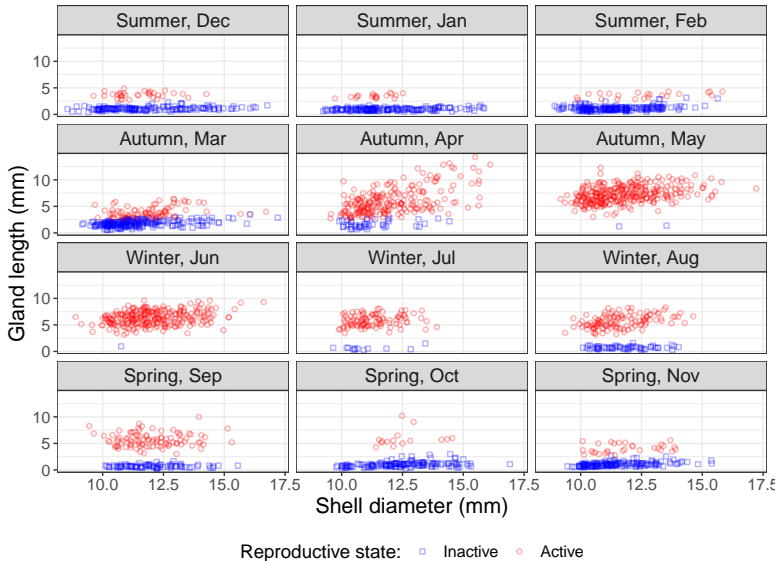 Summer, Dec
Summer, Jan
Summer, Feb
15
10
5
0
Autumn, Mar
Autumn, Apr
Autumn, May
10
5
0
Winter, Jun
Winter, Jul
Winter, Aug
10
5
0
Spring, Sep
Spring, Oct
Spring, Nov
10
5
0
10.0 12.5 15.0 17.5 10.0 12.5 15.0 17.5 10.0 12.5 15.0 17.5
Gland length (mm)
Shell diameter (mm)
Reproductive state: Inactive Active